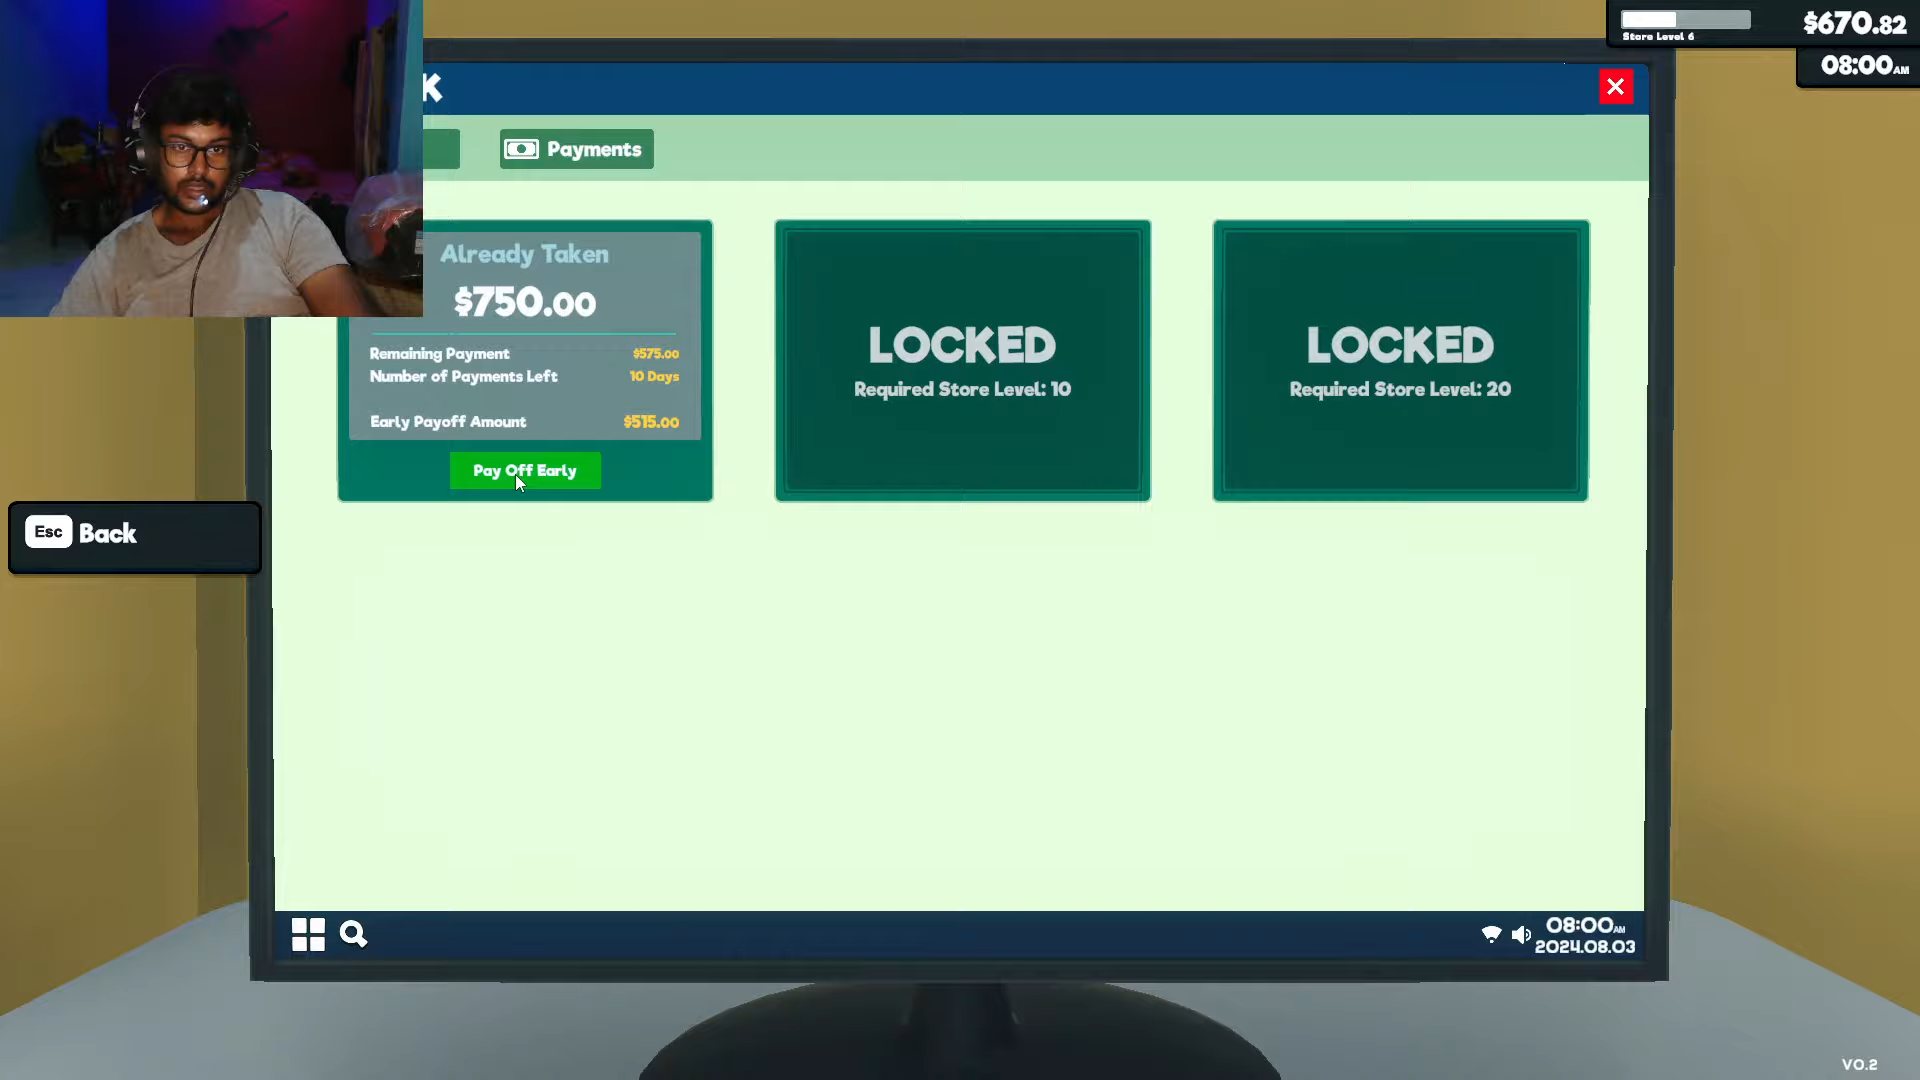 $670.82
Store Level 6
08:00AM
K
Payments
Already Taken
$750.00
Remaining Payment $575.00
Number of Payments Left 10 Days
Early Payoff Amount $515.00
Pay Off Early
LOCKED
Required Store Level: 10
LOCKED
Required Store Level: 20
Esc Back
08:00AM
2024.08.03
V0.2